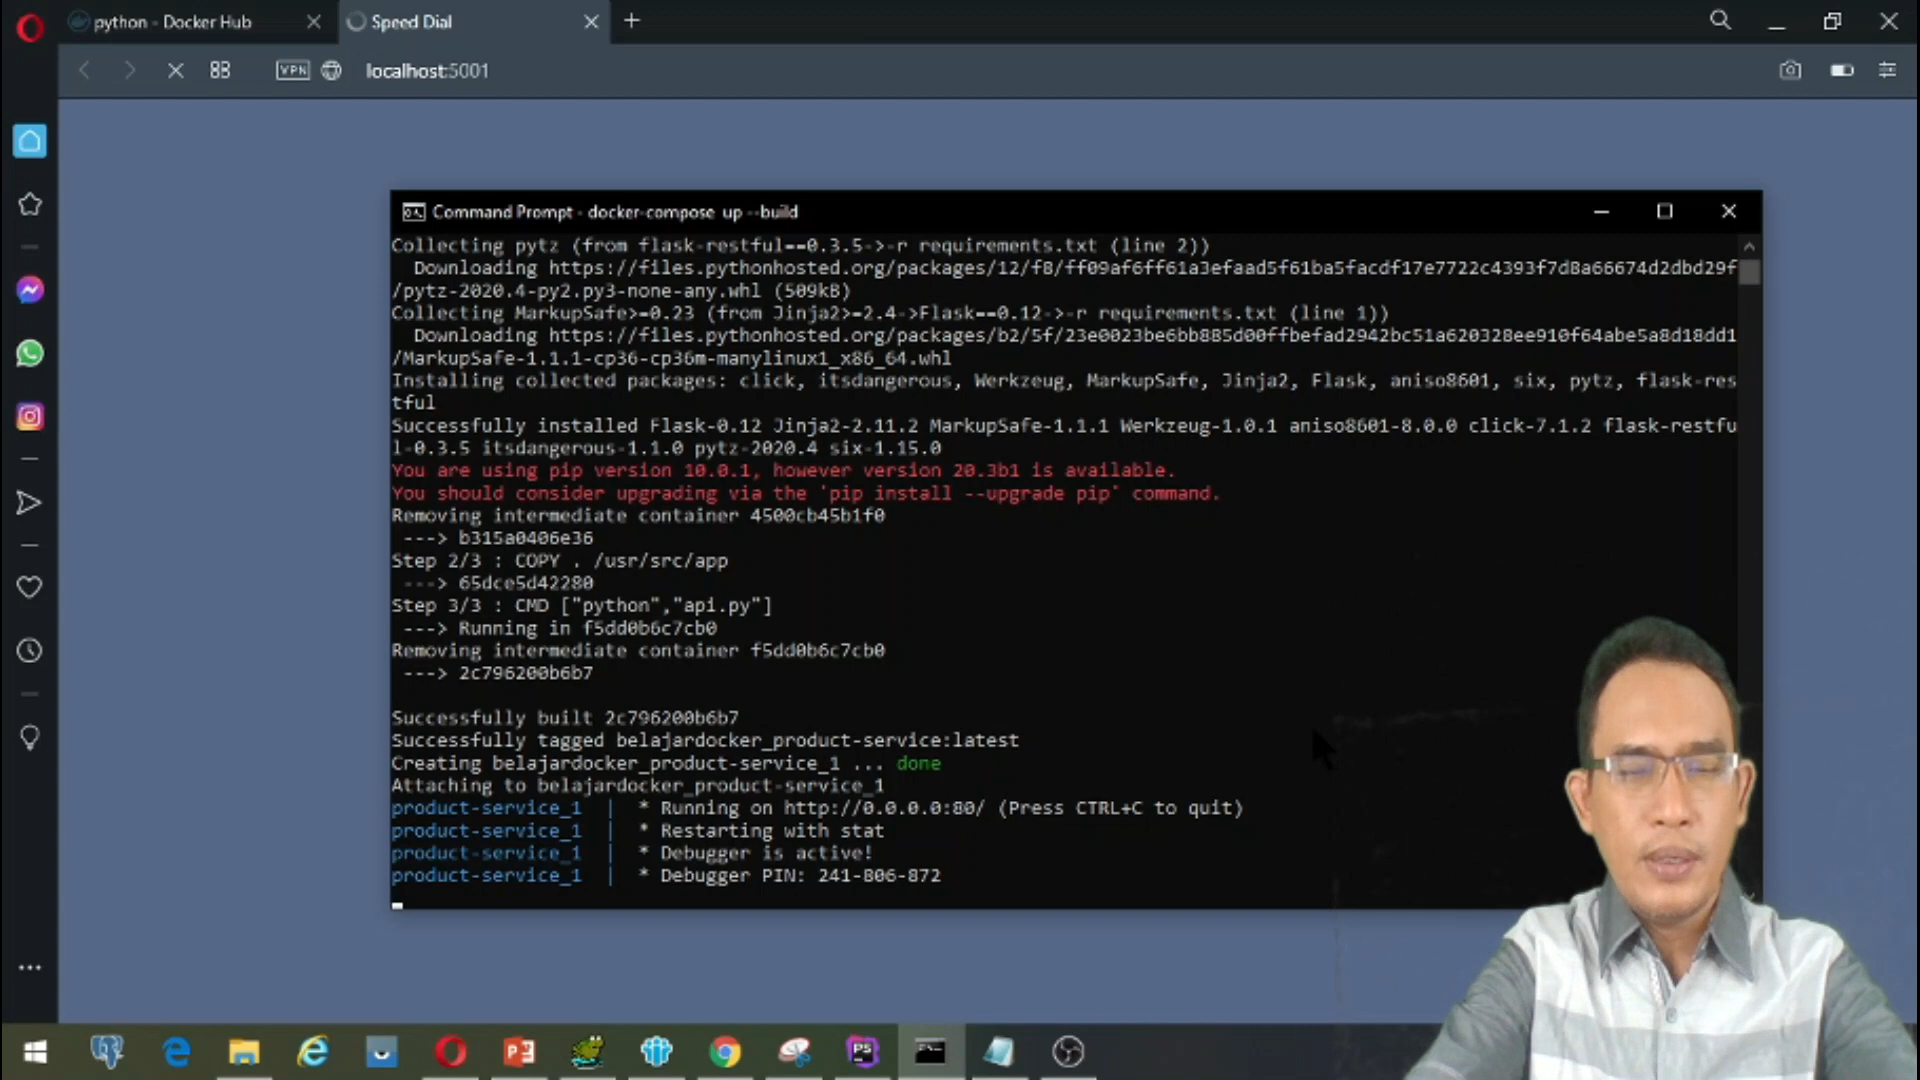 python - Docker Hub
Speed Dial
VPN
localhost:5001
Command Prompt - docker-compose  up --build
Collecting pytz (from flask-restful==0.3.5->-r requirements.txt (line 2))
Downloading https://files.pythonhosted.org/packages/12/f8/ff09af6ff61a3efaad5f61ba5facdf17e7722c4393f7d8a66674d2dbd29f
/pytz-2020.4-py2.py3-none-any.whl (509kB)
Collecting MarkupSafe>=0.23 (from Jinja2>=2.4->Flask==0.12->-r requirements.txt (line 1))
Downloading https://files.pythonhosted.org/packages/b2/5f/23e0023be6bb885d00ffbefad2942bc51a620328ee910f64abe5a8d18dd1
/MarkupSafe-1.1.1-cp36-cp36m-manylinux1_x86_64.whl
Installing collected packages: click, itsdangerous, Werkzeug, MarkupSafe, Jinja2, Flask, aniso8601, six, pytz, flask-res
tful
Successfully installed Flask-0.12 Jinja2-2.11.2 MarkupSafe-1.1.1 Werkzeug-1.0.1 aniso8601-8.0.0 click-7.1.2 flask-restfu
l-0.3.5 itsdangerous-1.1.0 pytz-2020.4 six-1.15.0
You are using pip version 10.0.1, however version 20.3b1 is available.
You should consider upgrading via the 'pip install --upgrade pip' command.
Removing intermediate container 4500cb45b1f0
---> b315a0406e36
Step 2/3 : COPY . /usr/src/app
---> 65dce5d42280
Step 3/3 : CMD ["python","api.py"]
---> Running in f5dd0b6c7cb0
Removing intermediate container f5dd0b6c7cb0
---> 2c796200b6b7
Successfully built 2c796200b6b7
Successfully tagged belajardocker_product-service:latest
Creating belajardocker_product-service_1 ... done
Attaching to belajardocker_product-service_1
product-service_1  |  * Running on http://0.0.0.0:80/ (Press CTRL+C to quit)
product-service_1  |  * Restarting with stat
product-service_1  |  * Debugger is active!
product-service_1  |  * Debugger PIN: 241-806-872